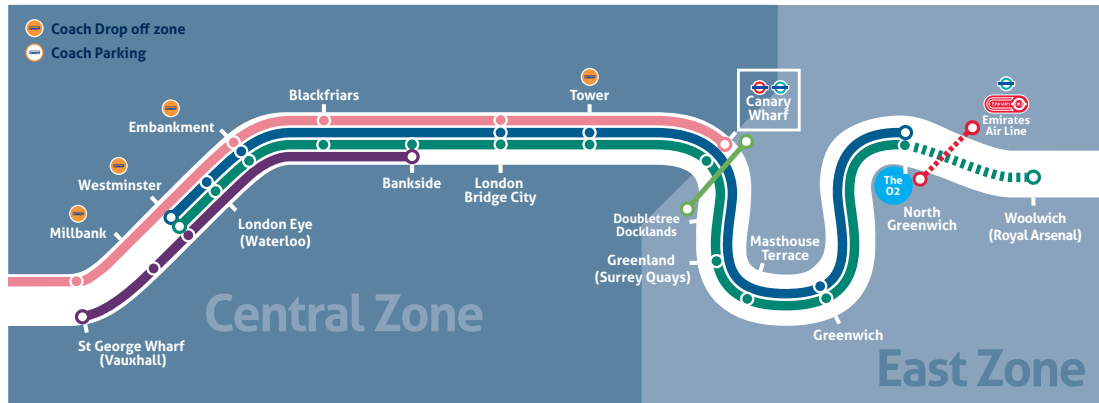 Coach Drop off zone
Coach Parking
Blackfriars
Tower
Canary
Wharf
Emirates
Air Line
Embankment
Westminster
Millbank
Bankside
London
Bridge City
London Eye
(Waterloo)
Doubletree
Docklands
Greenland
(Surrey Quays)
Masthouse
Terrace
The
O2
North
Greenwich
Woolwich
(Royal Arsenal)
Greenwich
St George Wharf
(Vauxhall)
Central Zone
East Zone